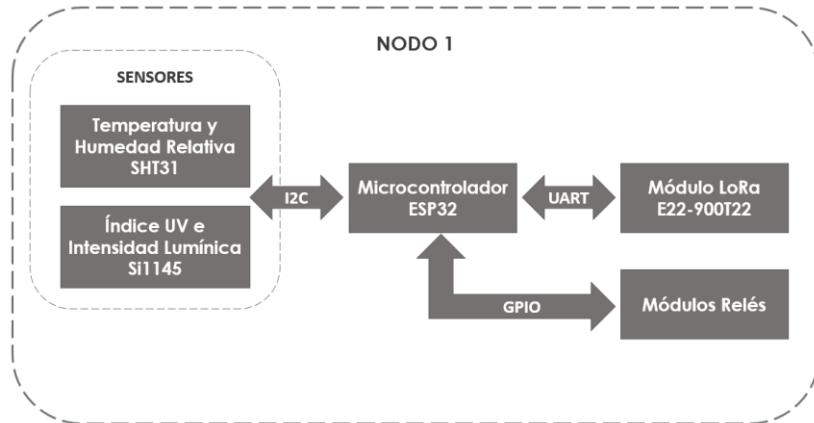 NODO 1
SENSORES
Temperatura y
Humedad Relativa
SHT31
Índice UV e
Intensidad Lumínica
Si1145
I2C
Microcontrolador
ESP32
UART
Módulo LoRa
E22-900T22
GPIO
Módulos Relés